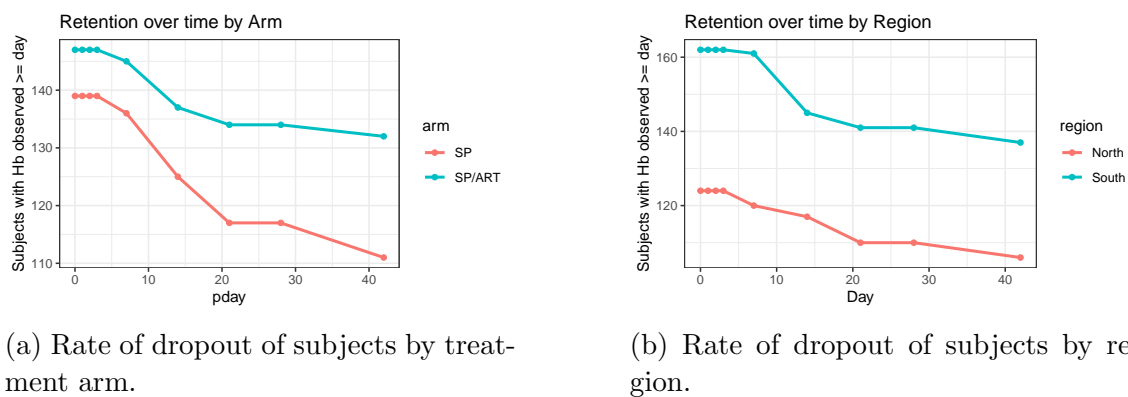 Retention over time by Arm
Subjects with Hb observed >= day
140
130
120
110
0
10
20
30
40
pday
arm
SP
SP/ART
(a) Rate of dropout of subjects by treat-
ment arm.
Retention over time by Region
Subjects with Hb observed >= day
160
140
120
0
10
20
30
40
Day
region
North
South
(b) Rate of dropout of subjects by re
gion.